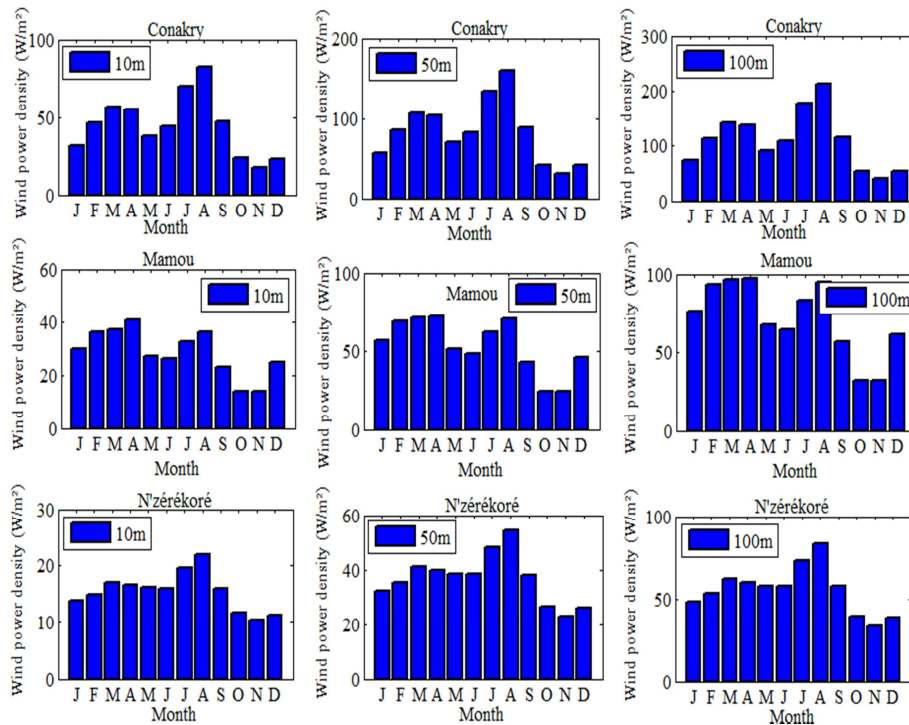 Conakry
Wind power density (W/m²)
100
50
0
10m
J F M A M J J A S O N D
Month
Conakry
Wind power density (W/m²)
200
100
0
50m
J F M A M J J A S O N D
Month
Conakry
Wind power density (W/m²)
300
200
100
0
100m
J F M A M J J A S O N D
Month
Mamou
Wind power density (W/m²)
60
40
20
0
10m
J F M A M J J A S O N D
Month
Mamou
Wind power density (W/m²)
100
50
0
50m
J F M A M J J A S O N D
Month
Mamou
Wind power density (W/m²)
100
50
0
100m
J F M A M J J A S O N D
Month
N'zérékoré
Wind power density (W/m²)
30
20
10
0
10m
J F M A M J J A S O N D
Month
N'zérékoré
Wind power density (W/m²)
60
40
20
0
50m
J F M A M J J A S O N D
Month
N'zérékoré
Wind power density (W/m²)
100
50
0
100m
J F M A M J J A S O N D
Month